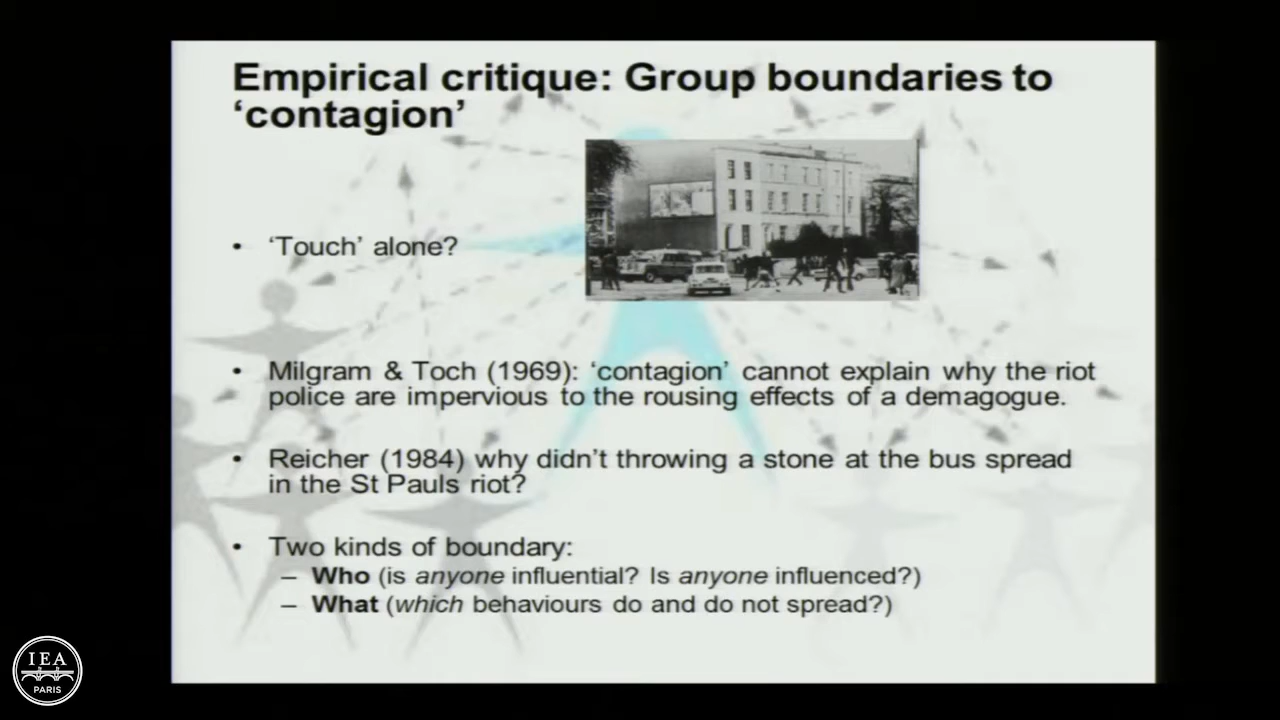 Empirical critique: Group boundaries to
‘contagion’
• ‘Touch’ alone?
• Milgram & Toch (1969): ‘contagion’ cannot explain why the riot
police are impervious to the rousing effects of a demagogue.
• Reicher (1984) why didn’t throwing a stone at the bus spread
in the St Pauls riot?
• Two kinds of boundary:
– Who (is anyone influential? Is anyone influenced?)
– What (which behaviours do and do not spread?)
IEA
PARIS